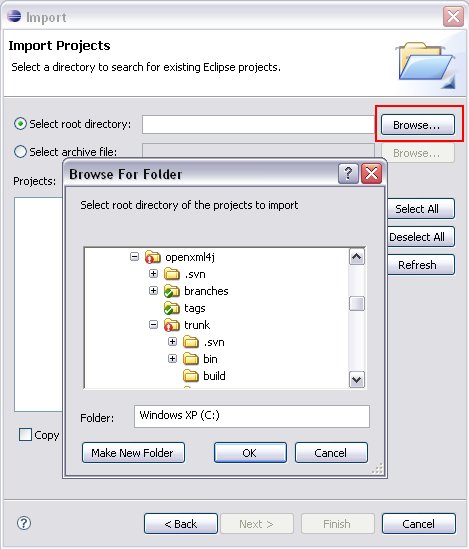 Import
Import Projects
Select a directory to search for existing Eclipse projects.
Select root directory:
Browse...
Select archive file:
Browse...
Projects:
Select All
Deselect All
Refresh
Browse For Folder
?
Select root directory of the projects to import
openxml4j
.svn
branches
tags
trunk
.svn
bin
build
Folder:
Windows XP (C:)
Make New Folder
OK
Cancel
Copy
?
< Back
Next >
Finish
Cancel